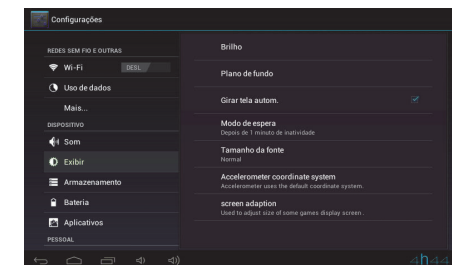 Configurações
REDES SEM FIO E OUTRAS
Wi-Fi
DESL
Uso de dados
Mais...
DISPOSITIVO
Som
Exibir
Armazenamento
Bateria
Aplicativos
PESSOAL
Brilho
Plano de fundo
Girar tela autom.
Modo de espera
Depois de 1 minuto de inatividade
Tamanho da fonte
Normal
Accelerometer coordinate system
Accelerometer uses the default coordinate system.
screen adaption
Used to adjust size of some games display screen.
4h44